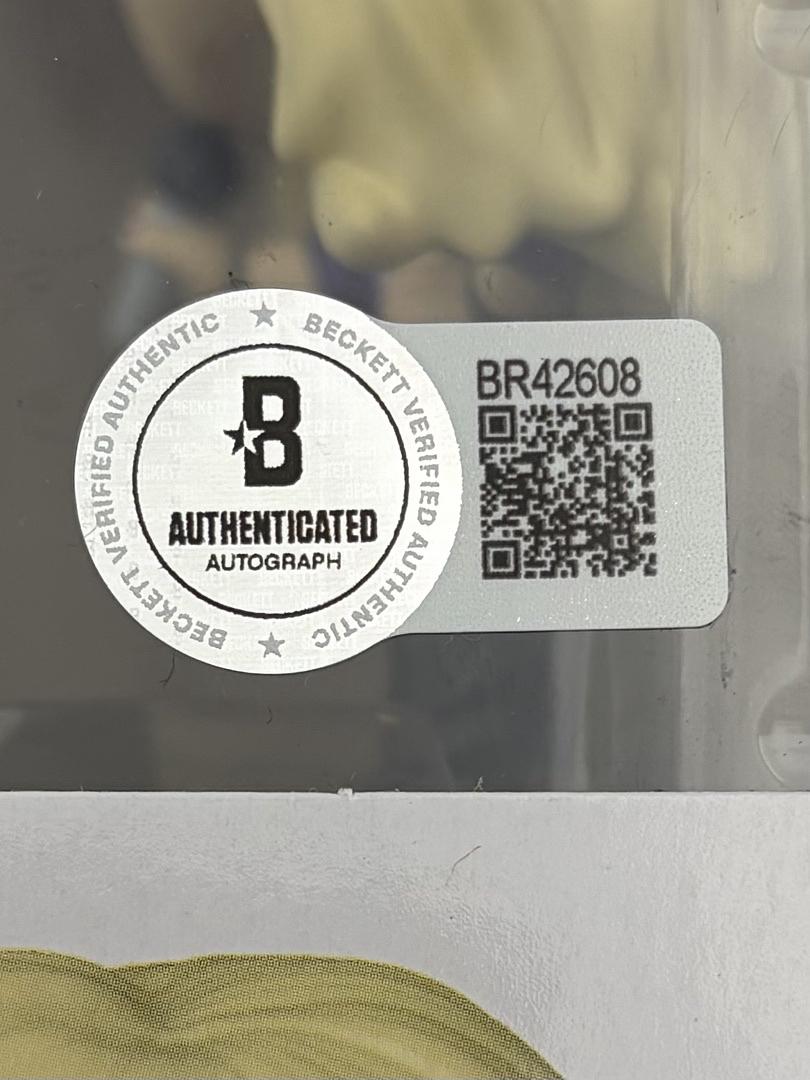 BECKETT VERIFIED AUTHENTIC
BECKETT VERIFIED AUTHENTIC
B
AUTHENTICATED
AUTOGRAPH
BR42608